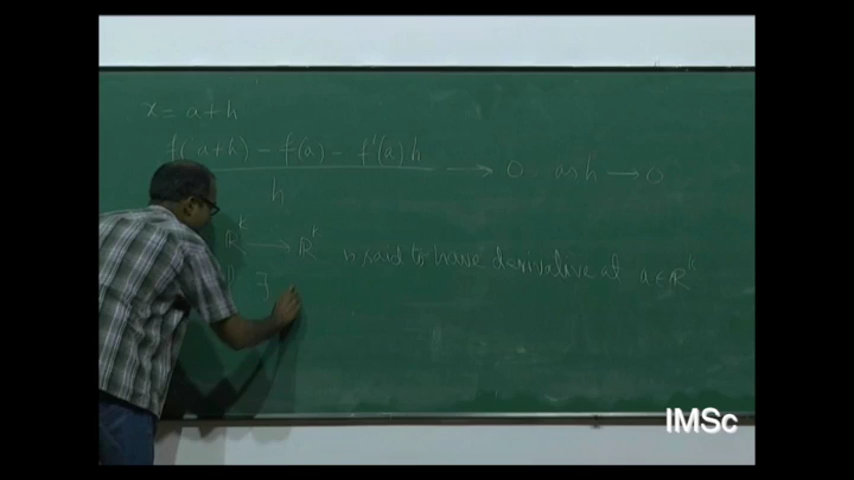 x = a+h
f(a+h) - f(a) - f'(a) h
h
→ 0 as h → 0
ℝ^k → ℝ^k is said to have derivative at a ∈ ℝ^k
∃
IMSc